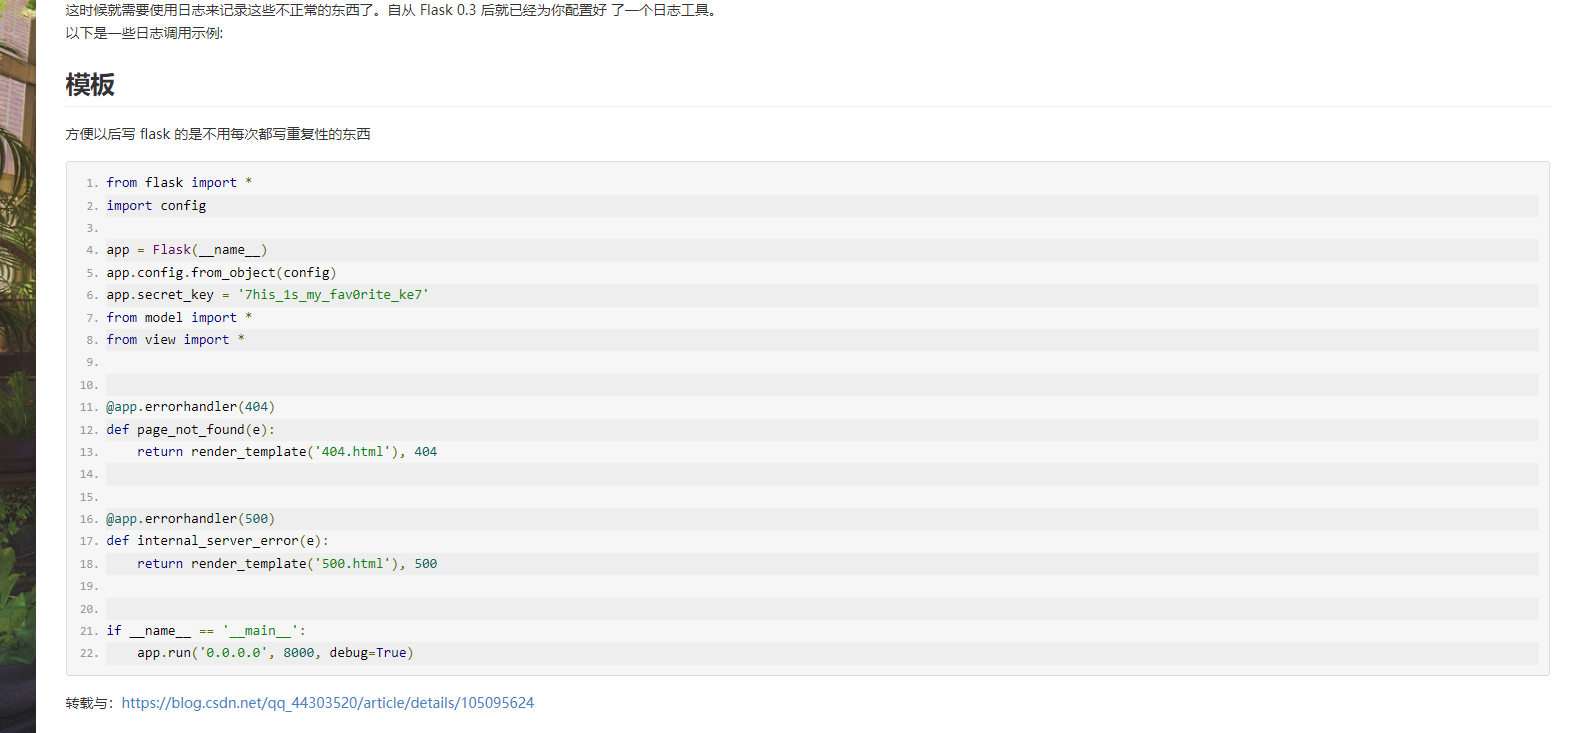 这时候就需要使用日志来记录这些不正常的东西了。自从 Flask 0.3 后就已经为你配置好 了一个日志工具。
以下是一些日志调用示例:
模板
方便以后写 flask 的是不用每次都写重复性的东西
1. from flask import *
2. import config
3.
4. app = Flask(__name__)
5. app.config.from_object(config)
6. app.secret_key = '7his_1s_my_fav0rite_ke7'
7. from model import *
8. from view import *
9.
10.
11. @app.errorhandler(404)
12. def page_not_found(e):
13.     return render_template('404.html'), 404
14.
15.
16. @app.errorhandler(500)
17. def internal_server_error(e):
18.     return render_template('500.html'), 500
19.
20.
21. if __name__ == '__main__':
22.     app.run('0.0.0.0', 8000, debug=True)
转载与：https://blog.csdn.net/qq_44303520/article/details/105095624